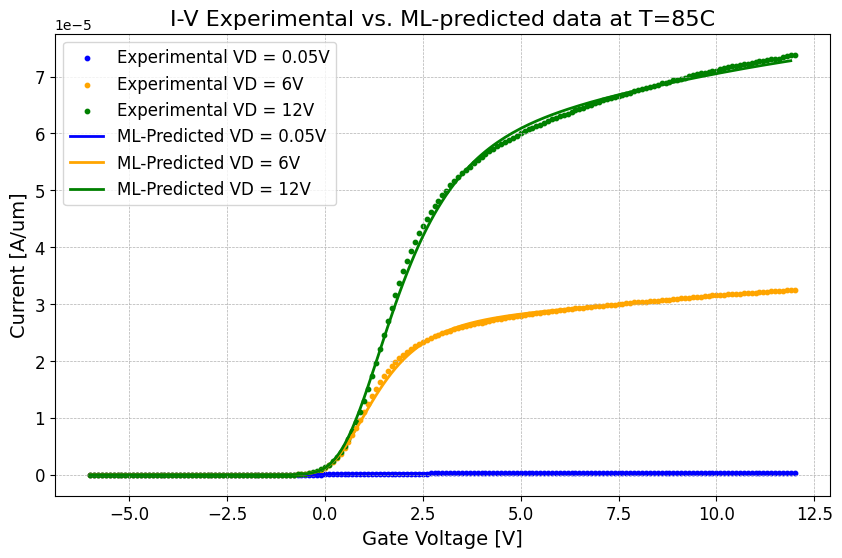 I-V Experimental vs. ML-predicted data at T=85C
1e−5
Experimental VD = 0.05V
Experimental VD = 6V
Experimental VD = 12V
ML-Predicted VD = 0.05V
ML-Predicted VD = 6V
ML-Predicted VD = 12V
Current [A/um]
7
6
5
4
3
2
1
0
−5.0 −2.5 0.0 2.5 5.0 7.5 10.0 12.5
Gate Voltage [V]